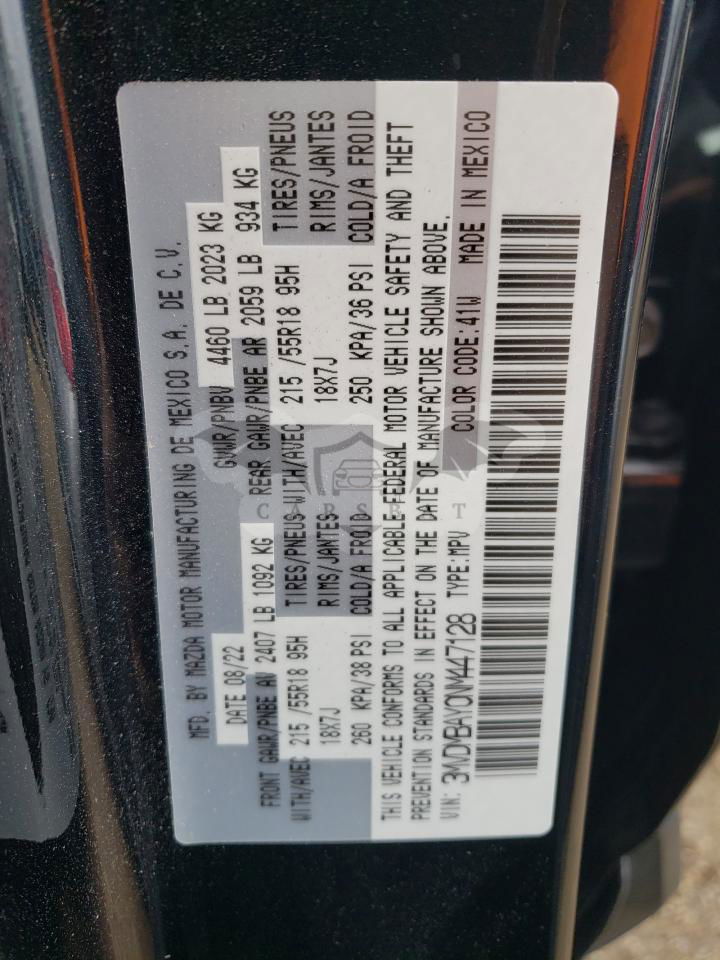 MFD. BY MAZDA MOTOR MANUFACTURING DE MEXICO S.A. DE C.V.
DATE 08/22 GVWR/PNBV 4460 LB 2023 KG
FRONT GAWR/PNBE AV 2407 LB 1092 KG REAR GAWR/PNBE AR 2059 LB 934 KG
WITH/AVEC 215 /55R18 95H TIRES/PNEUS WITH/AVEC 215 /55R18 95H TIRES/PNEUS
18X7J RIMS/JANTES 18X7J RIMS/JANTES
260 KPA/38 PSI COLD/A FROID 250 KPA/36 PSI COLD/A FROID
THIS VEHICLE CONFORMS TO ALL APPLICABLE FEDERAL MOTOR VEHICLE SAFETY AND THEFT
PREVENTION STANDARDS IN EFFECT ON THE DATE OF MANUFACTURE SHOWN ABOVE.
VIN: 3MVDMBAY0NM447128 TYPE:MPV COLOR CODE:41W MADE IN MEXICO